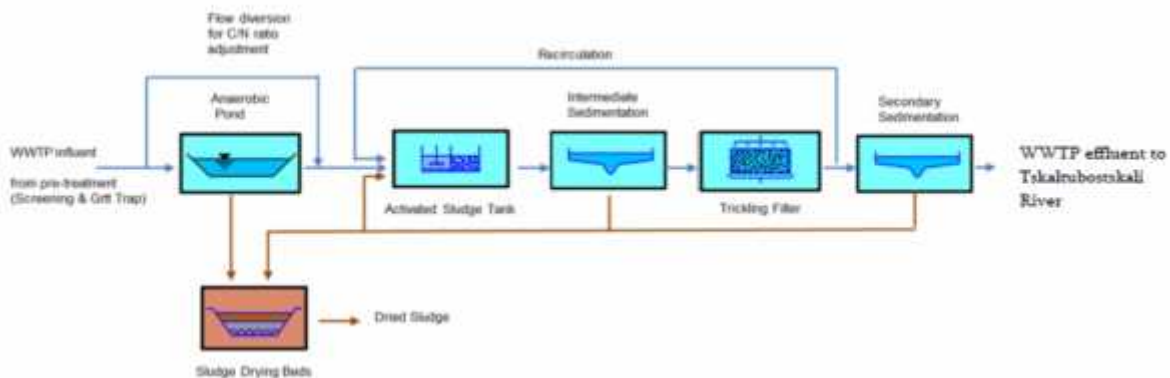 Flow diversion
for C/N ratio
adjustment
Recirculation
Anaerobic
Pond
Intermediate
Sedimentation
Secondary
Sedimentation
WWTP influent
from pre-treatment
(Screening & Grit Trap)
WWTP effluent to
Tskaltubostskali
River
Activated Sludge Tank
Trickling Filter
Dried Sludge
Sludge Drying Beds